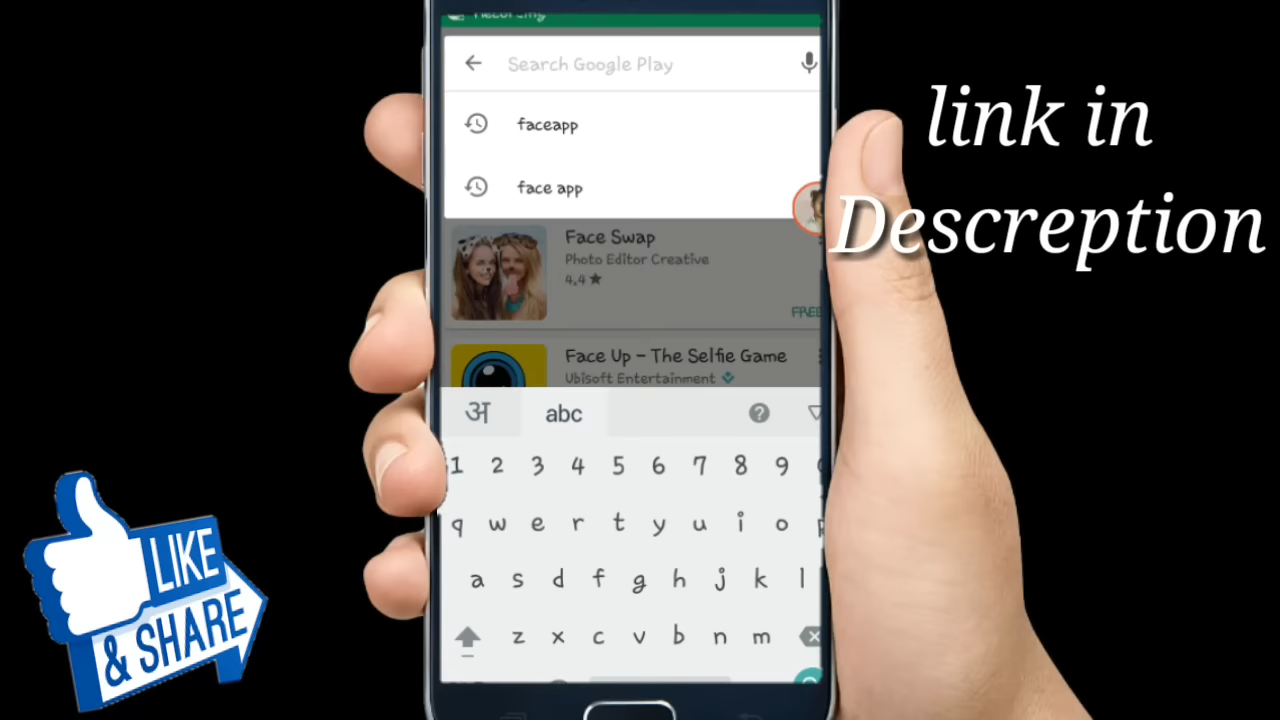 Recording
Search Google Play
faceapp
face app
Face Swap
Photo Editor Creative
4.4
FREE
Face Up - The Selfie Game
Ubisoft Entertainment
अ abc
1 2 3 4 5 6 7 8 9
q w e r t y u i o p
a s d f g h j k l
z x c v b n m
link in
Descreption
LIKE
& SHARE